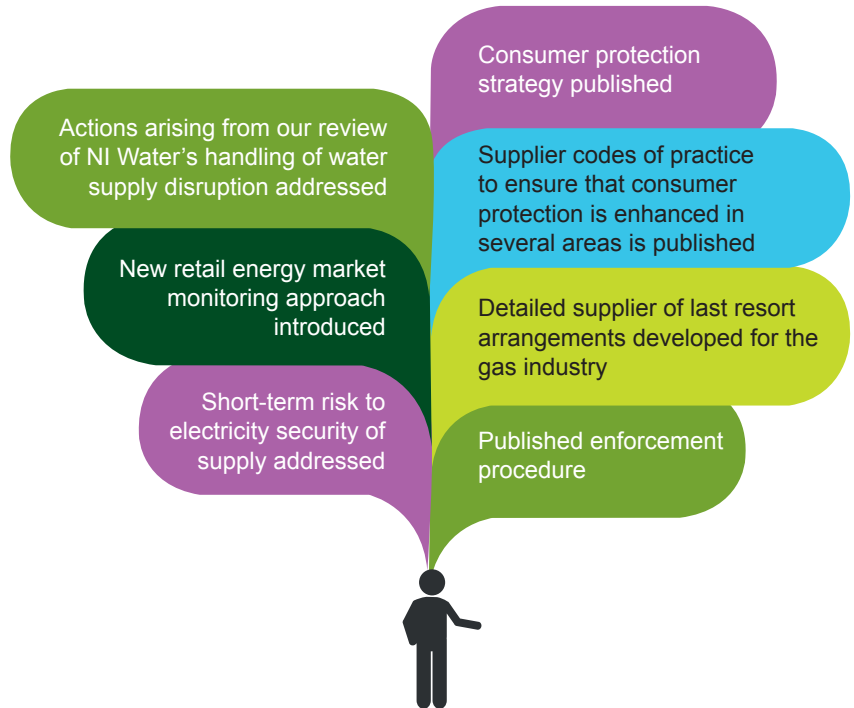 Consumer protection
strategy published
Actions arising from our review
of NI Water’s handling of water
supply disruption addressed
Supplier codes of practice
to ensure that consumer
protection is enhanced in
several areas is published
New retail energy market
monitoring approach
introduced
Detailed supplier of last resort
arrangements developed for the
gas industry
Short-term risk to
electricity security of
supply addressed
Published enforcement
procedure